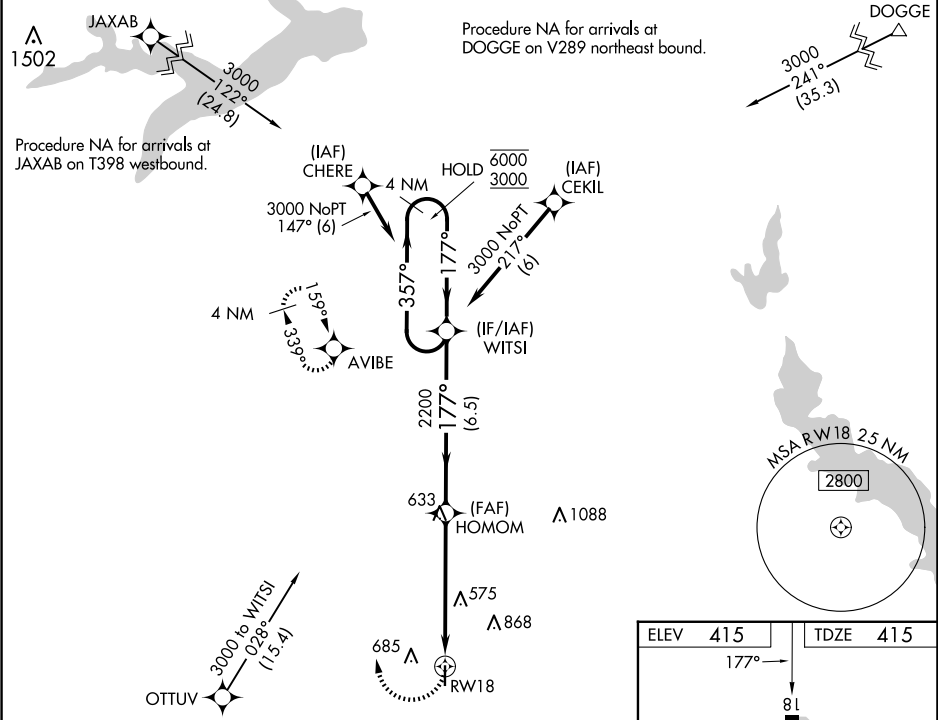 JAXAB
1502
3000
122°
(24.8)
Procedure NA for arrivals at
JAXAB on T398 westbound.
Procedure NA for arrivals at
DOGGE on V289 northeast bound.
DOGGE
3000
241°
(35.3)
(IAF)
CHERE
3000 NoPT
147° (6)
4 NM
HOLD
6000
3000
(IAF)
CEKIL
3000 NoPT
217°
(6)
357°
177°
(IF/IAF)
WITSI
4 NM
159°
339°
AVIBE
2200
177°
(6.5)
633
(FAF)
HOMOM
1088
575
868
685
RW18
3000 to WITSI
028°
(15.4)
OTTUV
MSA RW18 25 NM
2800
ELEV 415
TDZE 415
177°
18